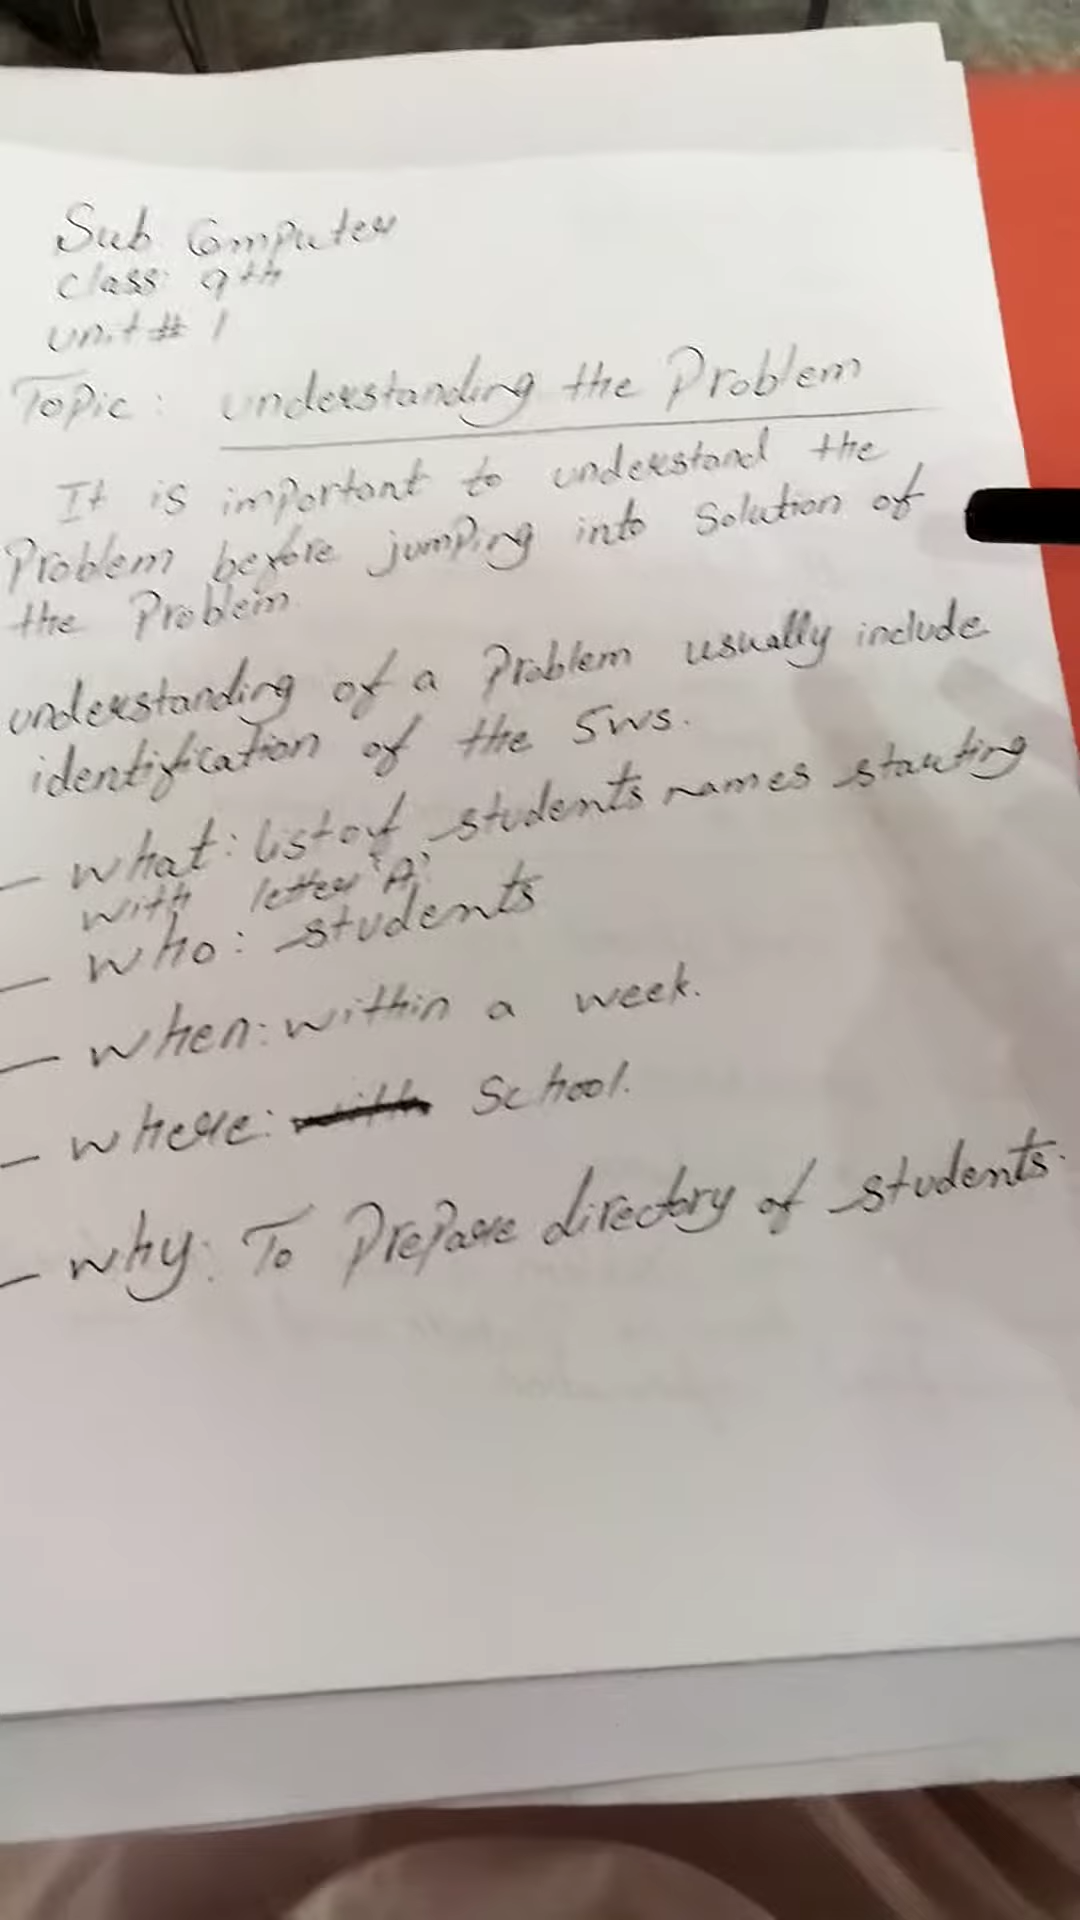 Sub Computer
class: 9th
unit # 1
Topic: understanding the Problem
It is important to understand the
Problem before jumping into Solution of
the Problem.
understanding of a Problem usually include
identification of the 5ws.
- what: list of students names starting
with letter 'A'
- who: students
- when: within a week.
- where: School.
- why: To Prepare directory of students.